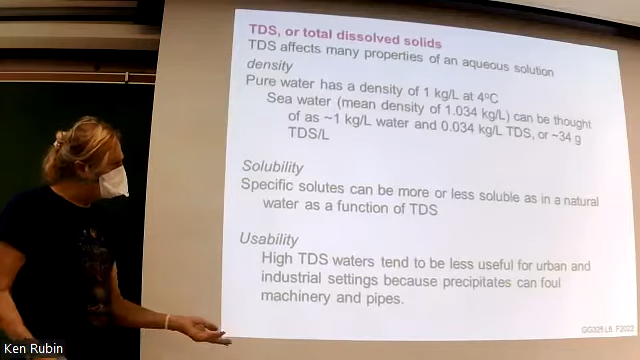 TDS, or total dissolved solids
TDS affects many properties of an aqueous solution
density
Pure water has a density of 1 kg/L at 4ºC
Sea water (mean density of 1.034 kg/L) can be thought
of as ~1 kg/L water and 0.034 kg/L TDS, or ~34 g
TDS/L
Solubility
Specific solutes can be more or less soluble as in a natural
water as a function of TDS
Usability
High TDS waters tend to be less useful for urban and
industrial settings because precipitates can foul
machinery and pipes.
GG325 L6, F2022
Ken Rubin